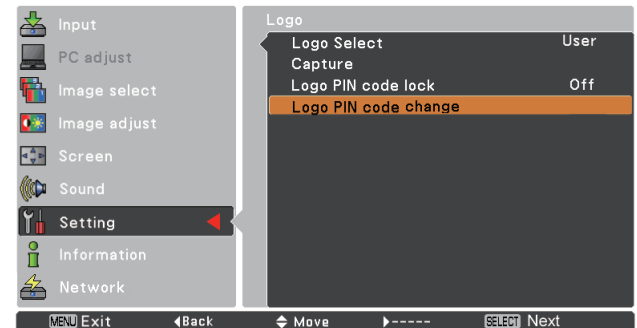 Input
PC adjust
Image select
Image adjust
Screen
Sound
Setting
Information
Network
Logo
Logo Select User
Capture
Logo PIN code lock Off
Logo PIN code change
MENU Exit Back Move ----- SELECT Next